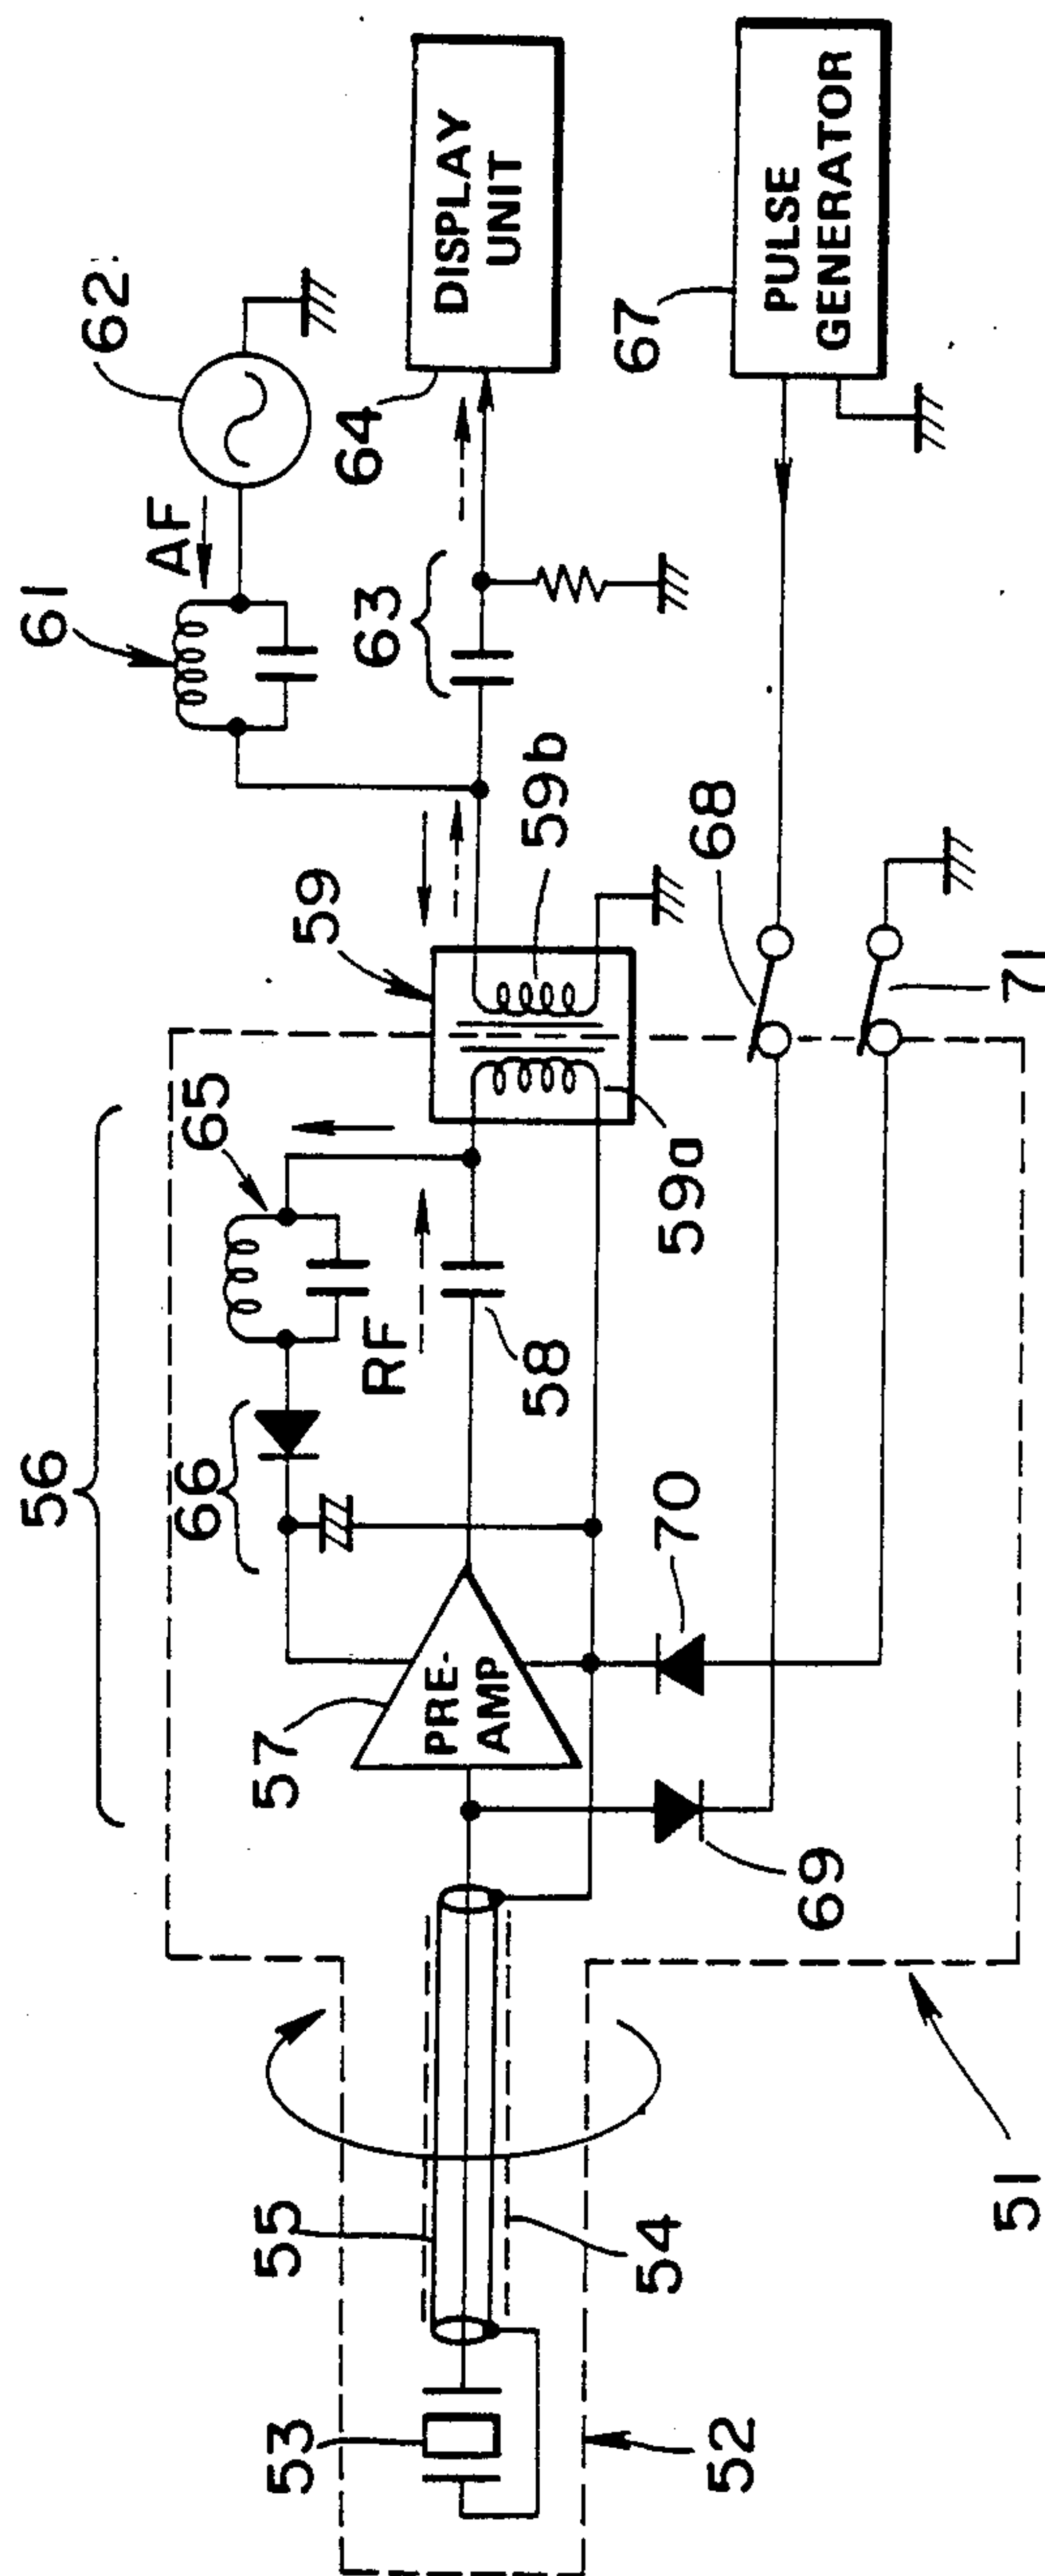 56
57
PRE-
AMP
66
65
RF
58
59
59a
59b
61
AF
62
63
64
DISPLAY
UNIT
67
PULSE
GENERATOR
68
71
70
69
55
54
53
52
51